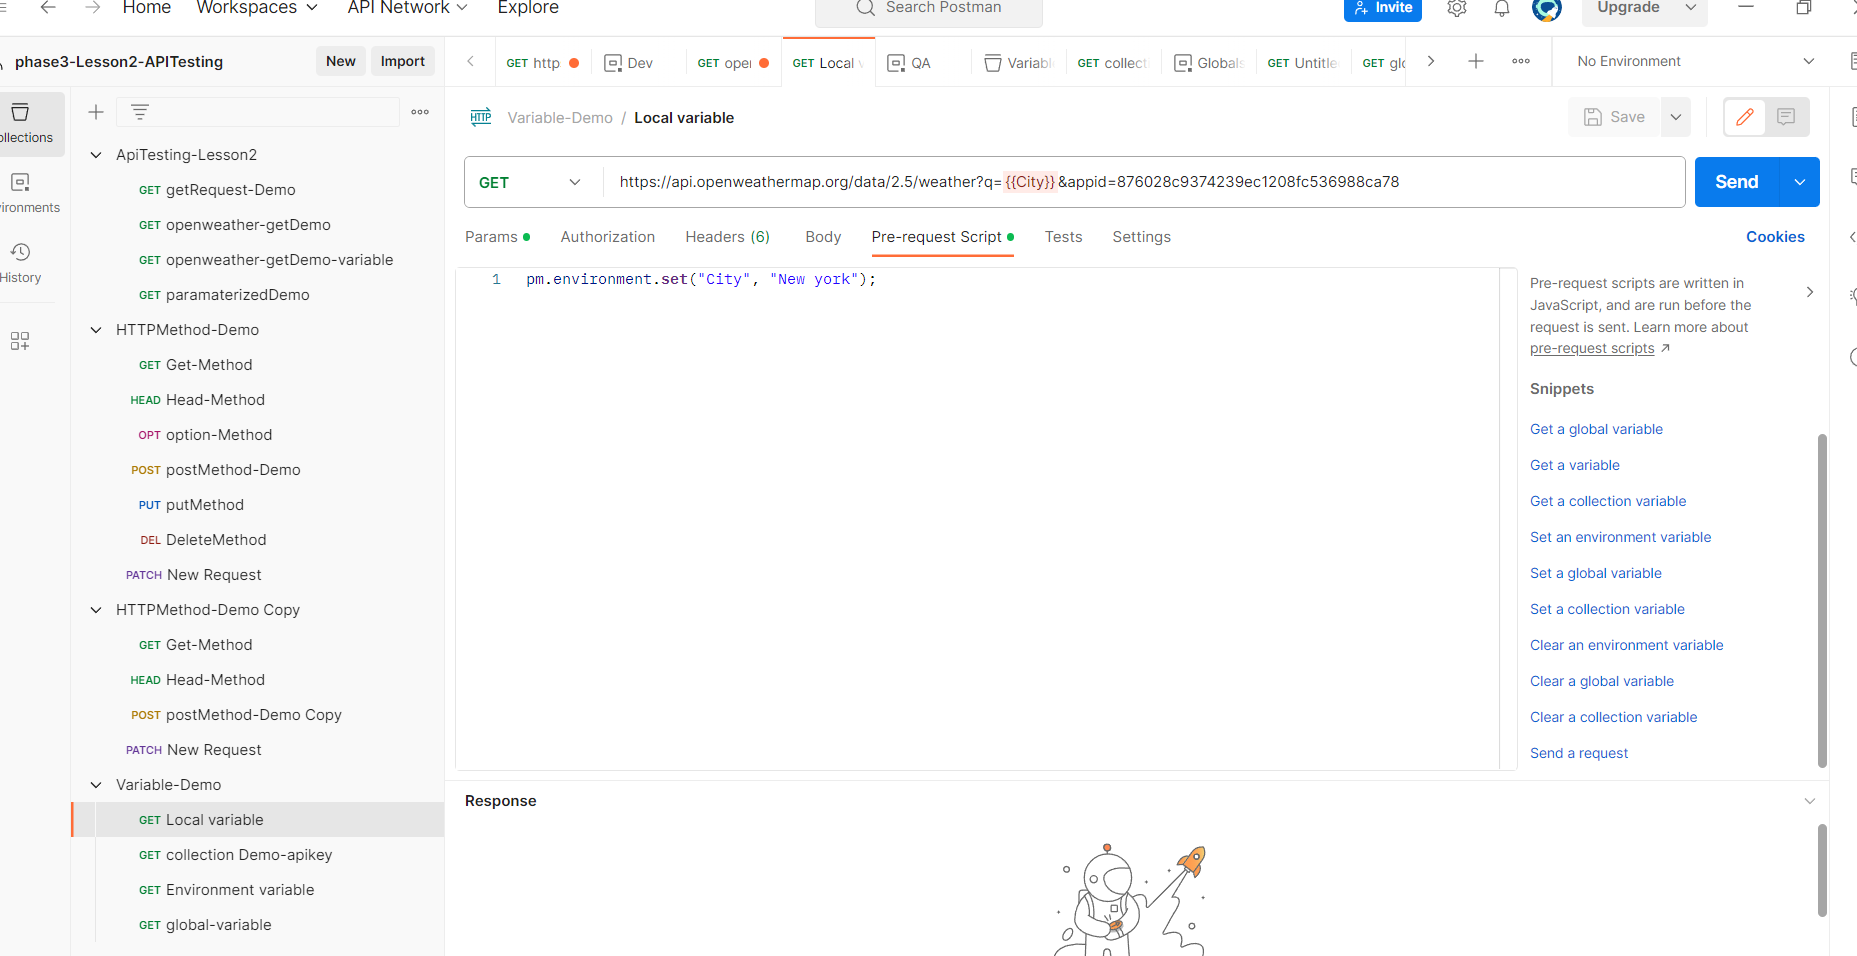 Home
Workspaces
API Network
Explore
Search Postman
Invite
Upgrade
phase3-Lesson2-APITesting
New
Import
GET http
Dev
GET oper
GET Local v
QA
Variabl
GET collect
Globals
GET Untitle
GET glo
No Environment
ollections
ironments
History
ApiTesting-Lesson2
GET getRequest-Demo
GET openweather-getDemo
GET openweather-getDemo-variable
GET paramaterizedDemo
HTTPMethod-Demo
GET Get-Method
HEAD Head-Method
OPT option-Method
POST postMethod-Demo
PUT putMethod
DEL DeleteMethod
PATCH New Request
HTTPMethod-Demo Copy
GET Get-Method
HEAD Head-Method
POST postMethod-Demo Copy
PATCH New Request
Variable-Demo
GET Local variable
GET collection Demo-apikey
GET Environment variable
GET global-variable
HTTP Variable-Demo / Local variable
Save
GET
https://api.openweathermap.org/data/2.5/weather?q={{City}}&appid=876028c9374239ec1208fc536988ca78
Send
Params
Authorization
Headers (6)
Body
Pre-request Script
Tests
Settings
Cookies
1 pm.environment.set("City", "New york");
Pre-request scripts are written in
JavaScript, and are run before the
request is sent. Learn more about
pre-request scripts
Snippets
Get a global variable
Get a variable
Get a collection variable
Set an environment variable
Set a global variable
Set a collection variable
Clear an environment variable
Clear a global variable
Clear a collection variable
Send a request
Response